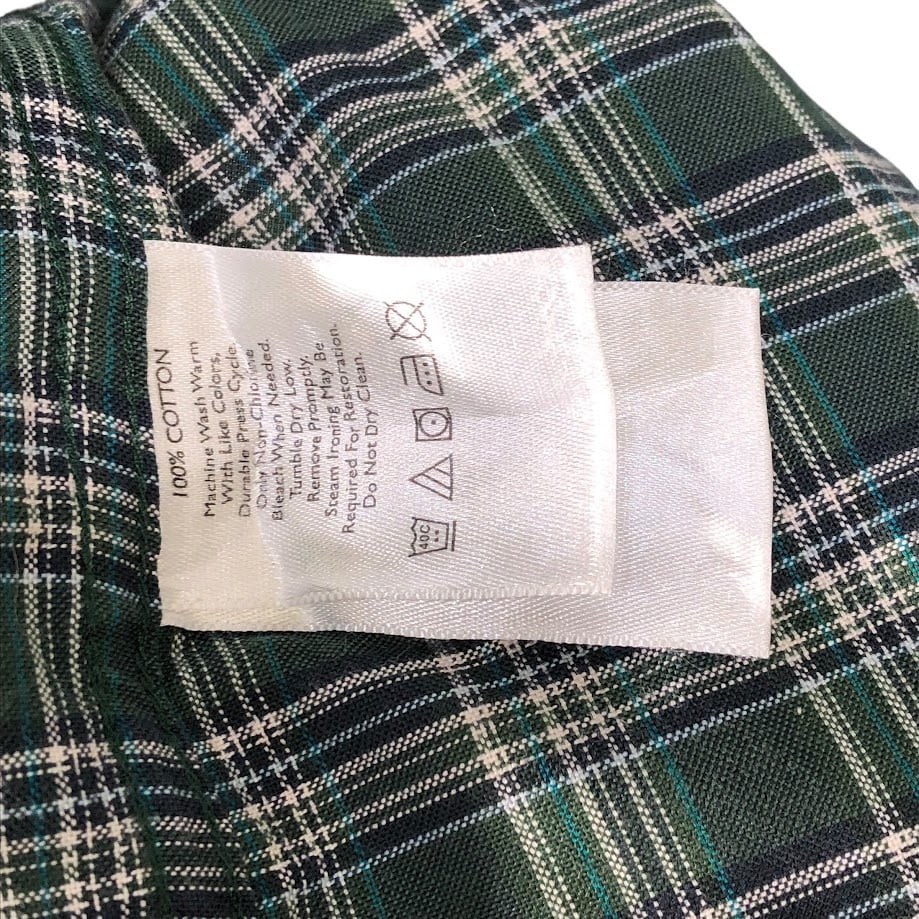 100% COTTON
Machine Wash Warm
With Like Colors,
Durable Press Cycle.
Only Non-Chlorine
Bleach When Needed.
Tumble Dry Low.
Remove Promptly.
Steam Ironing May Be
Required For Restoration.
Do Not Dry Clean.
40C